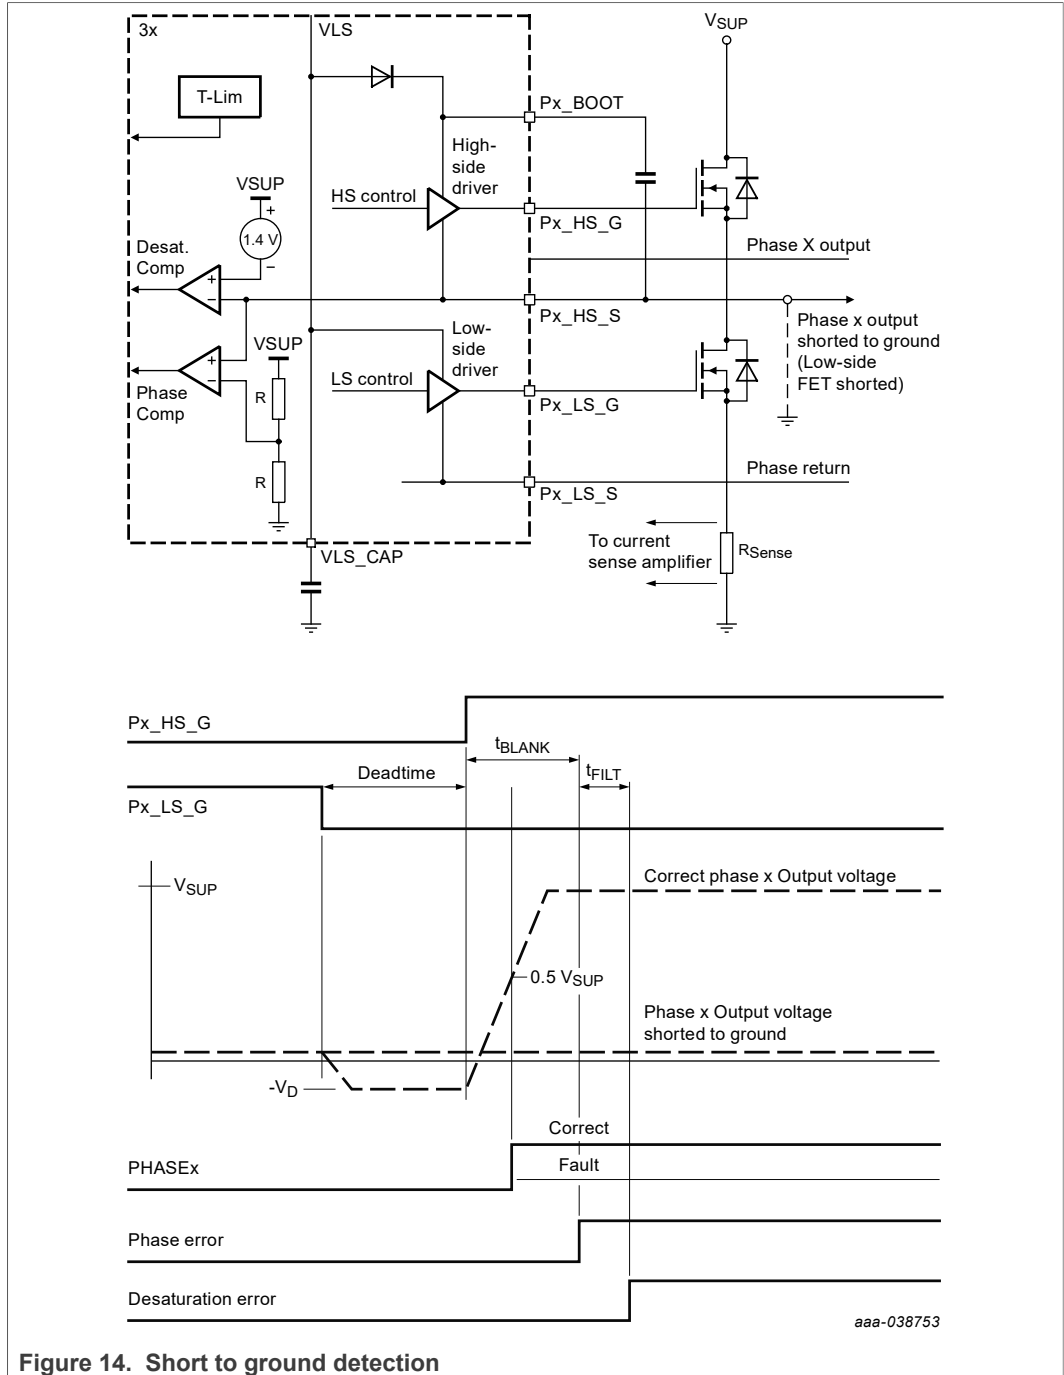 3x
VLS
VSUP
T-Lim
Px_BOOT
High-
side
driver
VSUP
+
1.4 V
−
HS control
Px_HS_G
Desat.
Comp
+
−
Phase X output
Px_HS_S
Phase x output
shorted to ground
(Low-side
FET shorted)
Low-
side
driver
VSUP
+
−
Phase
Comp
R
LS control
Px_LS_G
R
Phase return
Px_LS_S
To current
sense amplifier
RSense
VLS_CAP
Px_HS_G
tBLANK
Deadtime
tFILT
Px_LS_G
VSUP
Correct phase x Output voltage
0.5 VSUP
Phase x Output voltage
shorted to ground
-VD
Correct
PHASEx
Fault
Phase error
Desaturation error
aaa-038753
Figure 14. Short to ground detection